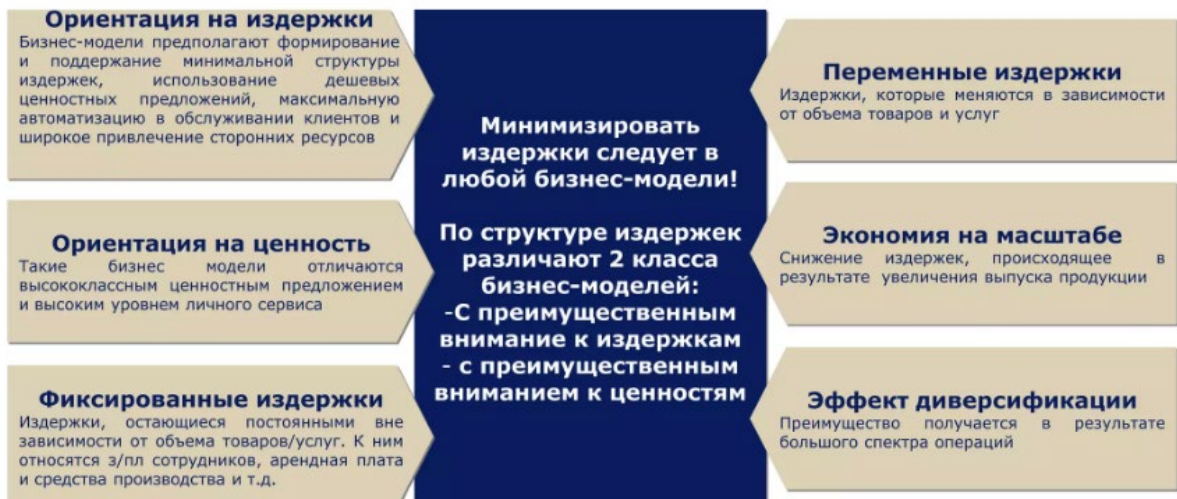 Ориентация на издержки
Бизнес-модели предполагают формирование
и поддержание минимальной структуры
издержек, использование дешевых
ценностных предложений, максимальную
автоматизацию в обслуживании клиентов и
широкое привлечение сторонних ресурсов
Ориентация на ценность
Такие бизнес модели отличаются
высококлассным ценностным предложением
и высоким уровнем личного сервиса
Фиксированные издержки
Издержки, остающиеся постоянными вне
зависимости от объема товаров/услуг. К ним
относятся з/пл сотрудников, арендная плата
и средства производства и т.д.
Минимизировать
издержки следует в
любой бизнес-модели!
По структуре издержек
различают 2 класса
бизнес-моделей:
-С преимущественным
внимание к издержкам
- с преимущественным
вниманием к ценностям
Переменные издержки
Издержки, которые меняются в зависимости
от объема товаров и услуг
Экономия на масштабе
Снижение издержек, происходящее в
результате увеличения выпуска продукции
Эффект диверсификации
Преимущество получается в результате
большого спектра операций